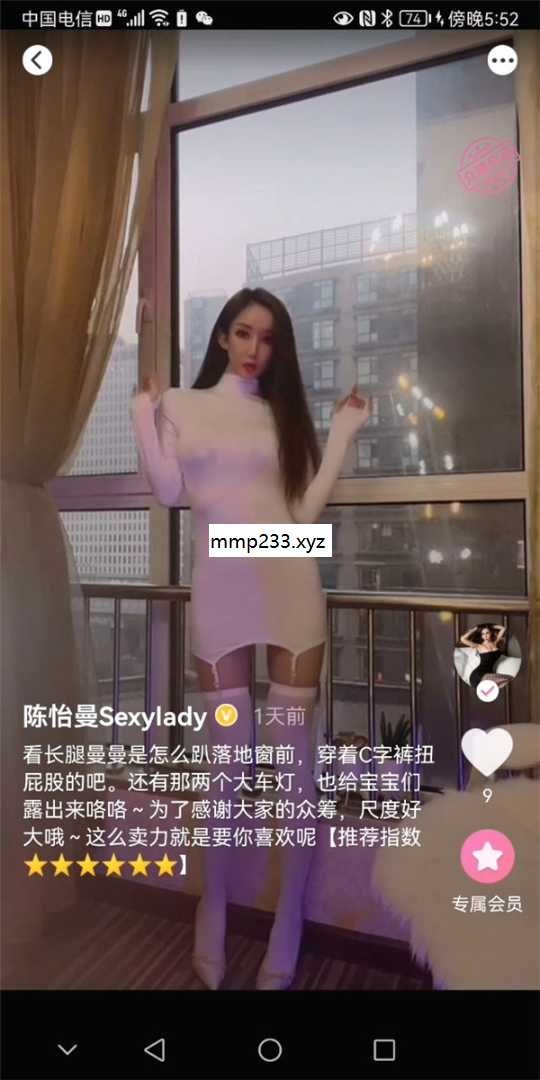 中国电信HD 4G 74 傍晚5:52
mmp233.xyz
陈怡曼Sexylady V 1天前
看长腿曼曼是怎么趴落地窗前，穿着C字裤扭
屁股的吧。还有那两个大车灯，也给宝宝们
露出来咯咯～为了感谢大家的众筹，尺度好
大哦～这么卖力就是要你喜欢呢【推荐指数
⭐⭐⭐⭐⭐⭐】
9
专属会员